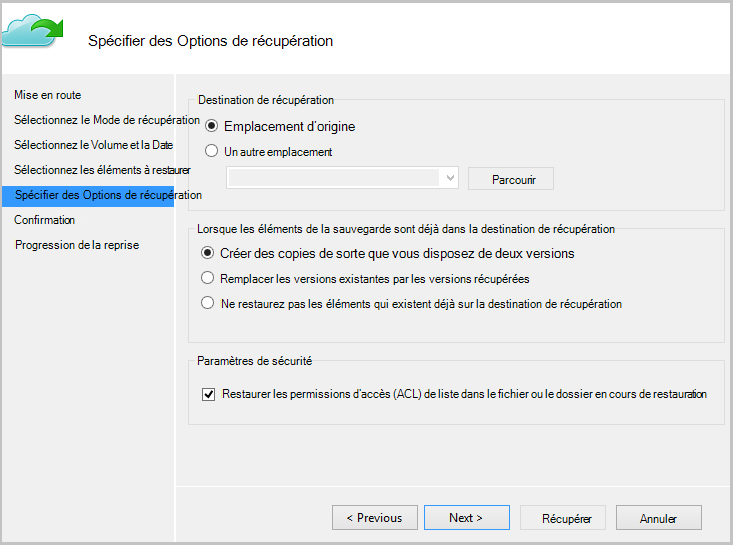 Spécifier des Options de récupération
Mise en route
Sélectionnez le Mode de récupération
Sélectionnez le Volume et la Date
Sélectionnez les éléments à restaurer
Spécifier des Options de récupération
Confirmation
Progression de la reprise
Destination de récupération
Emplacement d'origine
Un autre emplacement
Parcourir
Lorsque les éléments de la sauvegarde sont déjà dans la destination de récupération
Créer des copies de sorte que vous disposez de deux versions
Remplacer les versions existantes par les versions récupérées
Ne restaurez pas les éléments qui existent déjà sur la destination de récupération
Paramètres de sécurité
Restaurer les permissions d'accès (ACL) de liste dans le fichier ou le dossier en cours de restauration
< Previous
Next >
Récupérer
Annuler